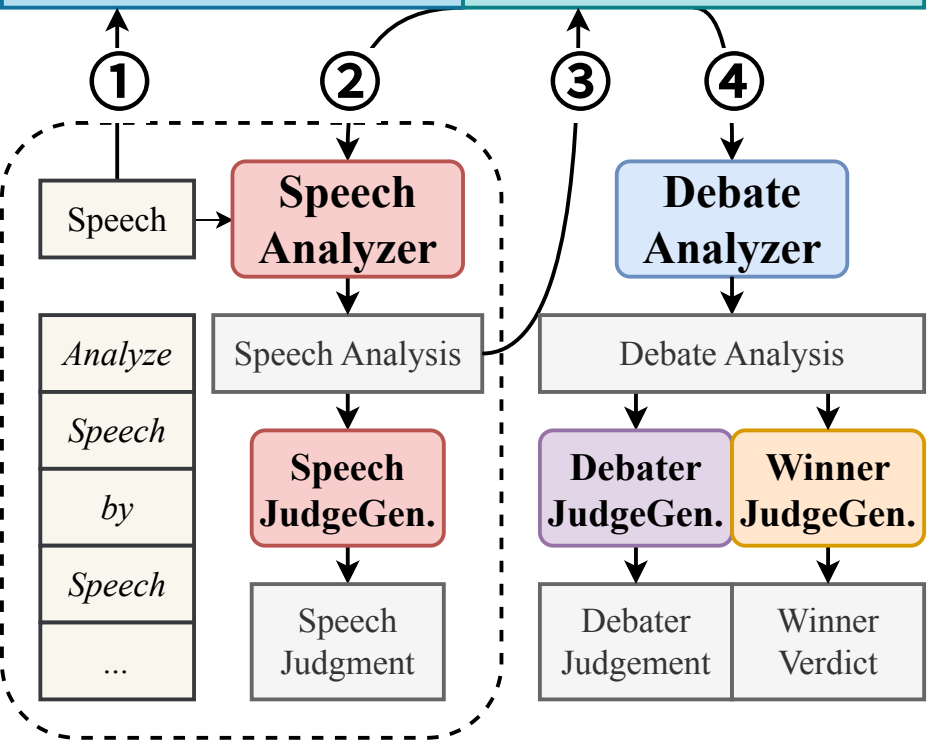 1
2
3
4
Speech
Speech
Analyzer
Debate
Analyzer
Analyze
Speech
by
Speech
...
Speech Analysis
Debate Analysis
Speech
JudgeGen.
Debater
JudgeGen.
Winner
JudgeGen.
Speech
Judgment
Debater
Judgement
Winner
Verdict